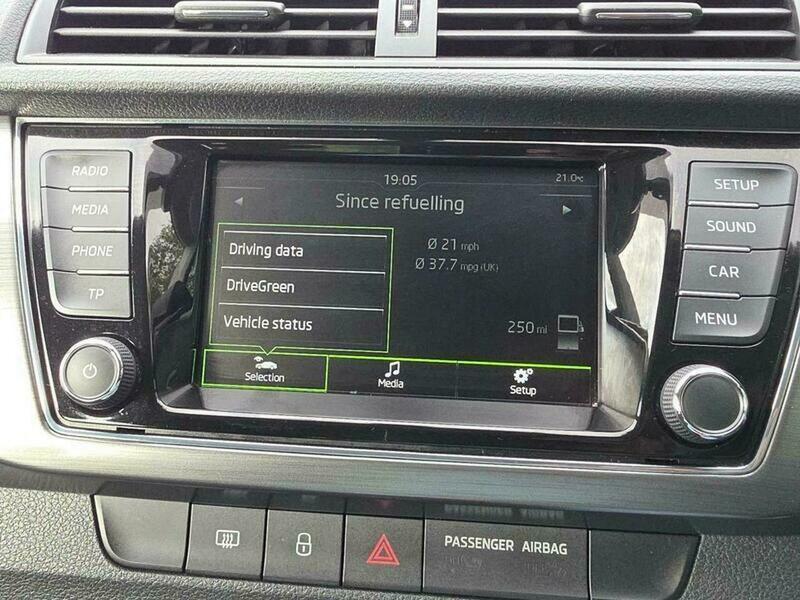 RADIO
MEDIA
PHONE
TP
19:05
21.0°C
Since refuelling
Driving data
DriveGreen
Vehicle status
Ø 21 mph
Ø 37.7 mpg (UK)
250 mi
Selection
Media
Setup
SETUP
SOUND
CAR
MENU
PASSENGER AIRBAG